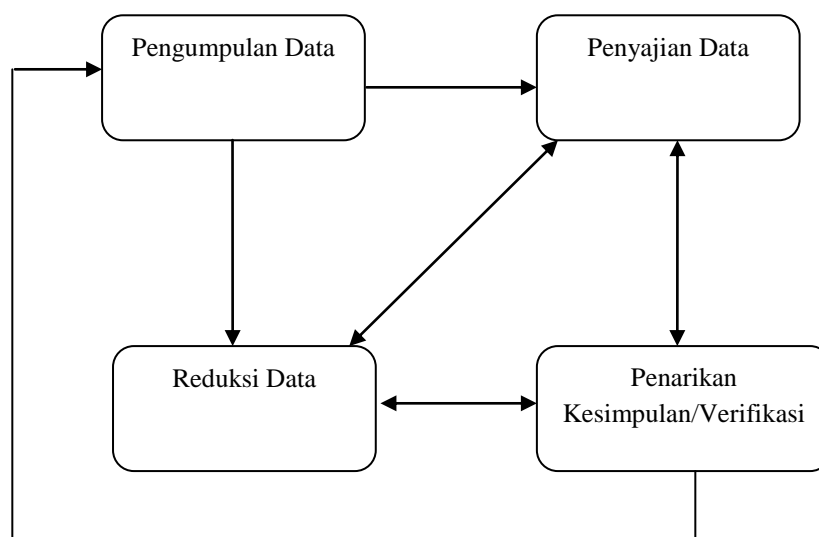 Pengumpulan Data
Penyajian Data
Reduksi Data
Penarikan
Kesimpulan/Verifikasi